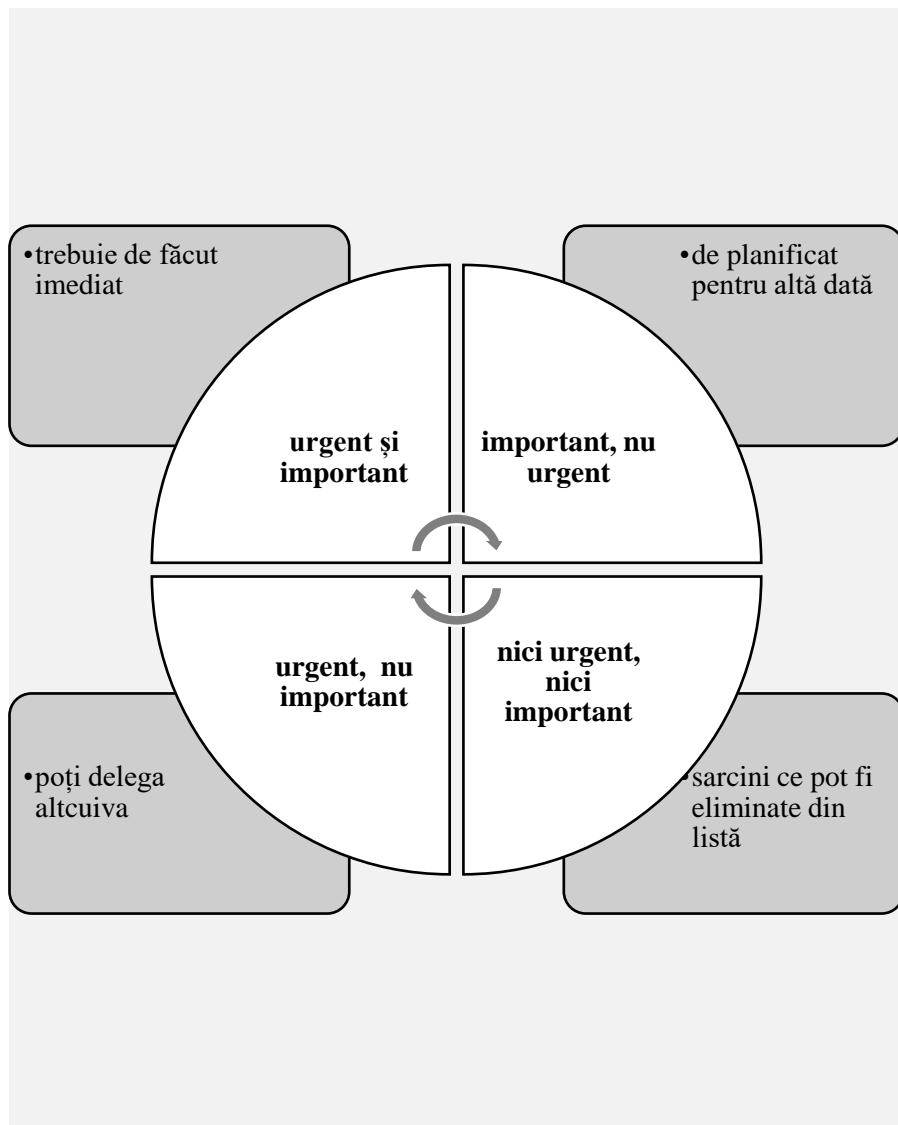 •trebuie de făcut
imediat
•de planificat
pentru altă dată
urgent și
important
important, nu
urgent
urgent,  nu
important
nici urgent,
nici
important
•poți delega
altcuiva
•sarcini ce pot fi
eliminate din
listă